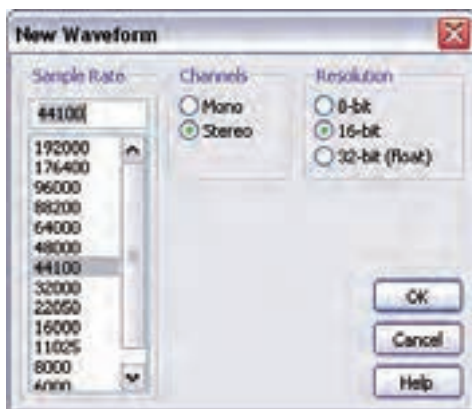 New Waveform
Sample Rate
44100
192000
176400
96000
88200
64000
48000
44100
32000
22050
16000
11025
8000
6000
Channels
Mono
Stereo
Resolution
8-bit
16-bit
32-bit (float)
OK
Cancel
Help